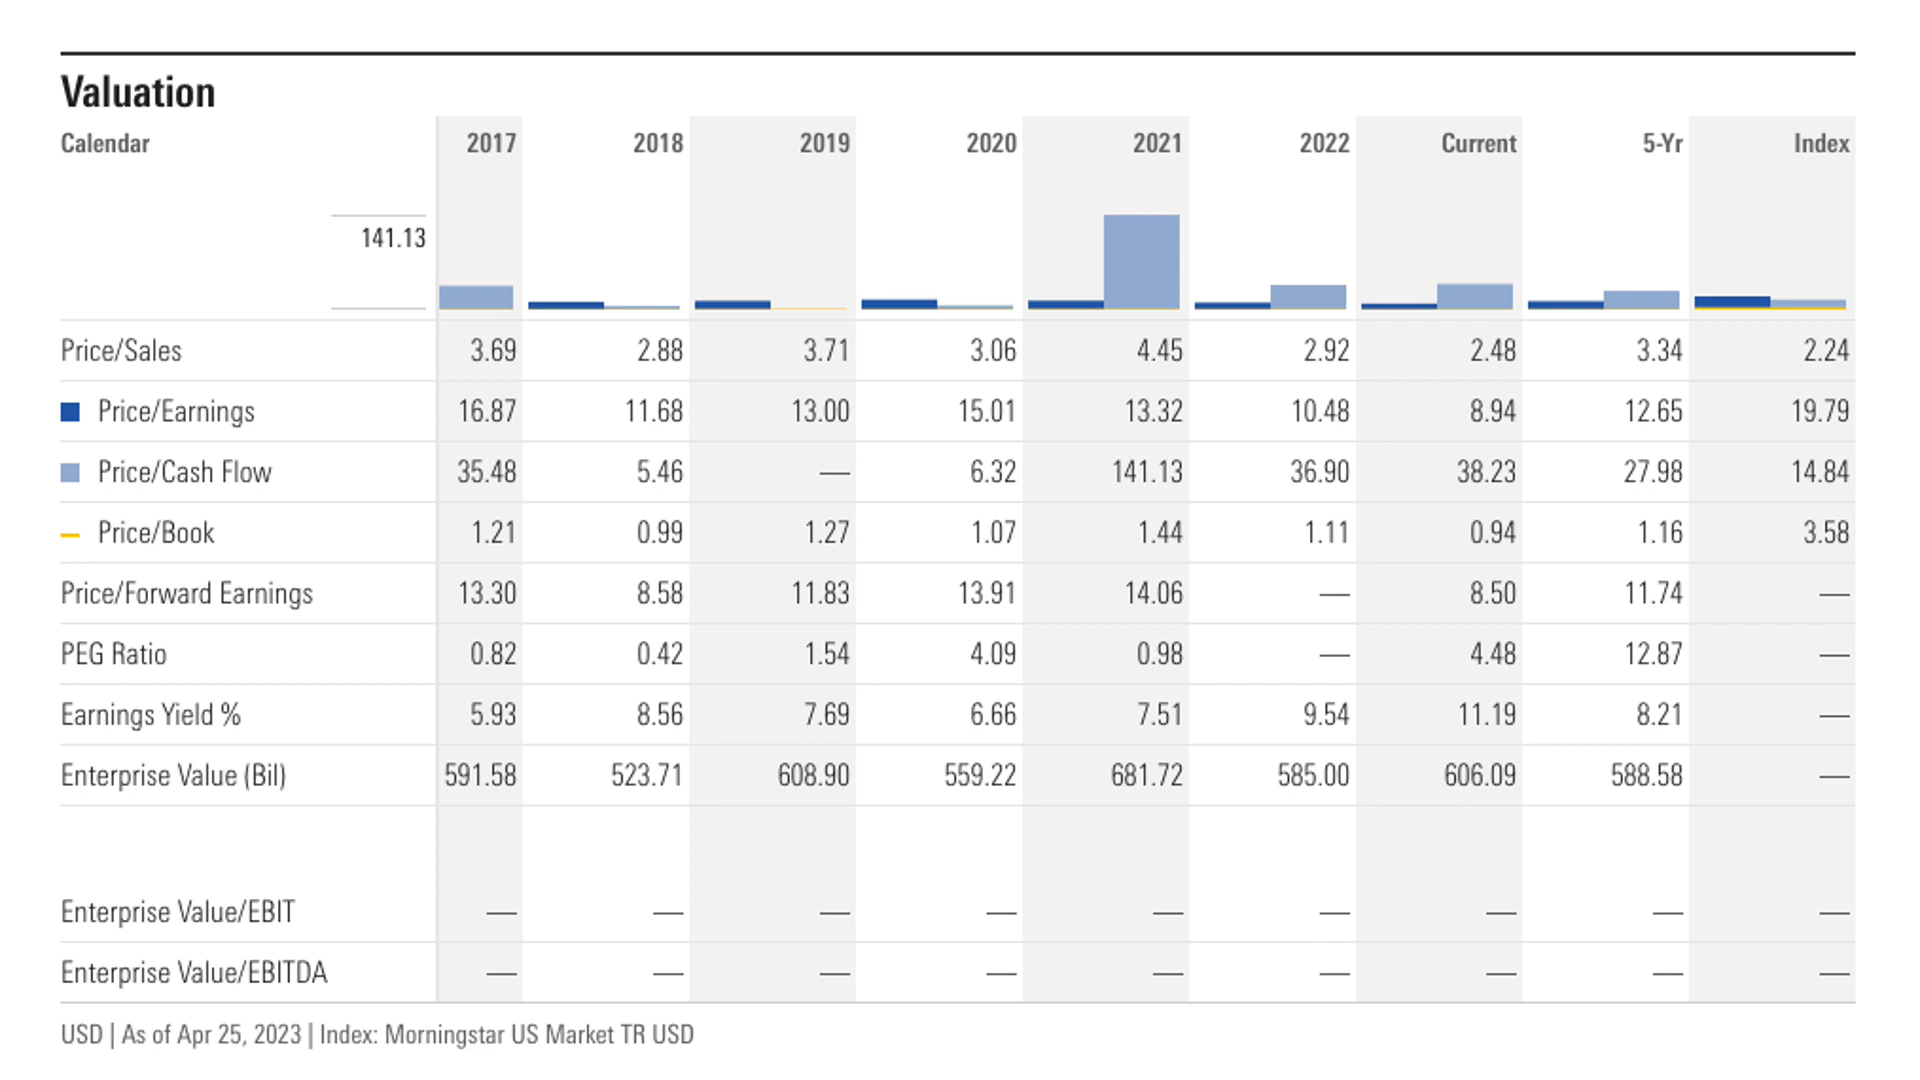 Valuation
Calendar 2017 2018 2019 2020 2021 2022 Current 5-Yr Index
141.13
Price/Sales 3.69 2.88 3.71 3.06 4.45 2.92 2.48 3.34 2.24
Price/Earnings 16.87 11.68 13.00 15.01 13.32 10.48 8.94 12.65 19.79
Price/Cash Flow 35.48 5.46 — 6.32 141.13 36.90 38.23 27.98 14.84
Price/Book 1.21 0.99 1.27 1.07 1.44 1.11 0.94 1.16 3.58
Price/Forward Earnings 13.30 8.58 11.83 13.91 14.06 — 8.50 11.74 —
PEG Ratio 0.82 0.42 1.54 4.09 0.98 — 4.48 12.87 —
Earnings Yield % 5.93 8.56 7.69 6.66 7.51 9.54 11.19 8.21 —
Enterprise Value (Bil) 591.58 523.71 608.90 559.22 681.72 585.00 606.09 588.58 —
Enterprise Value/EBIT — — — — — — — — —
Enterprise Value/EBITDA — — — — — — — — —
USD | As of Apr 25, 2023 | Index: Morningstar US Market TR USD